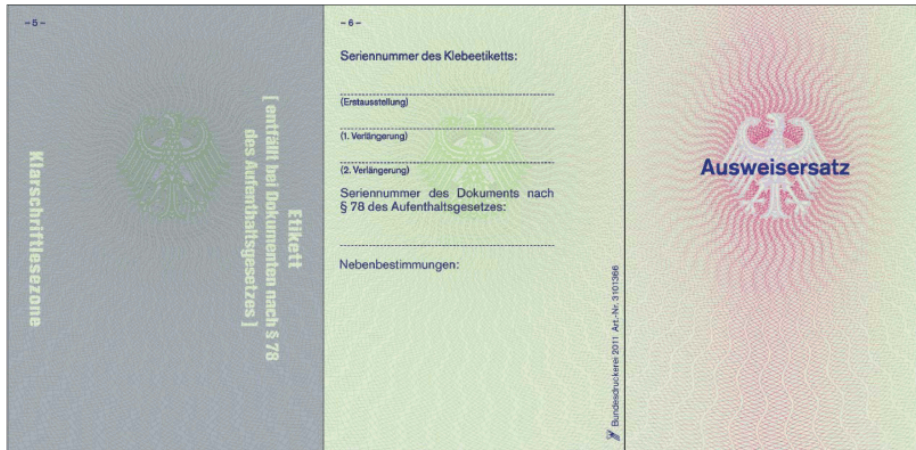 – 5 –
Etikett
[ entfällt bei Dokumenten nach § 78
des Aufenthaltsgesetzes ]
Klarschriftlesezone
– 6 –
Seriennummer des Klebeetiketts:
(Erstausstellung)
(1. Verlängerung)
(2. Verlängerung)
Seriennummer des Dokuments nach
§ 78 des Aufenthaltsgesetzes:
Nebenbestimmungen:
Bundesdruckerei 2011 Art.-Nr. 3101366
Ausweisersatz